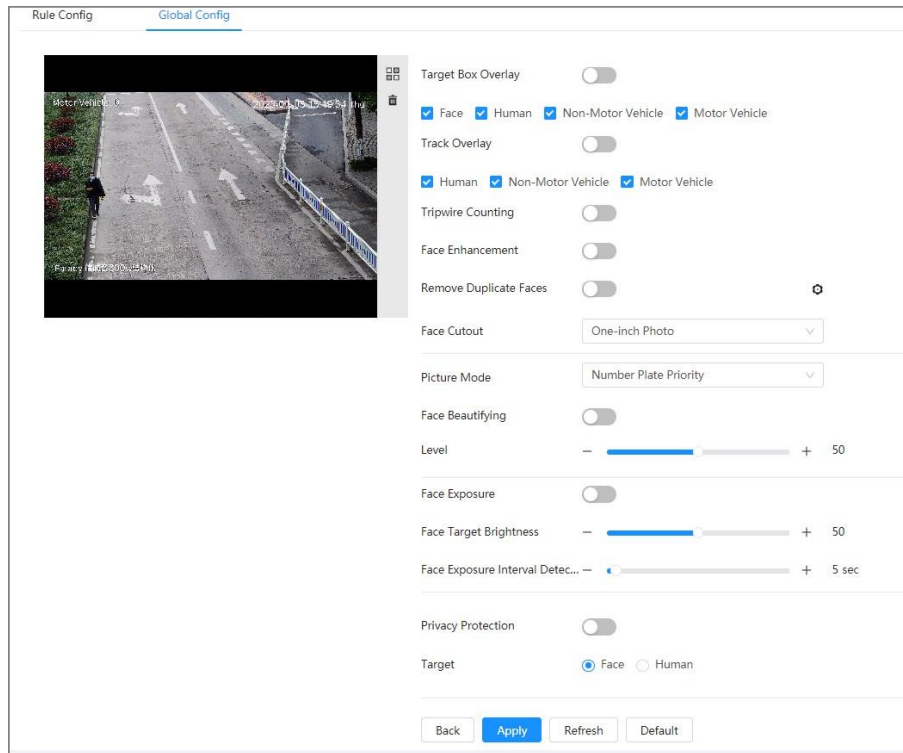 Rule Config Global Config
Motor Vehicle: 0
Target Box Overlay
Face Human Non-Motor Vehicle Motor Vehicle
Track Overlay
Human Non-Motor Vehicle Motor Vehicle
Tripwire Counting
Face Enhancement
Remove Duplicate Faces
Face Cutout One-inch Photo
Picture Mode Number Plate Priority
Face Beautifying
Level − + 50
Face Exposure
Face Target Brightness − + 50
Face Exposure Interval Detec... − + 5 sec
Privacy Protection
Target Face Human
Back Apply Refresh Default